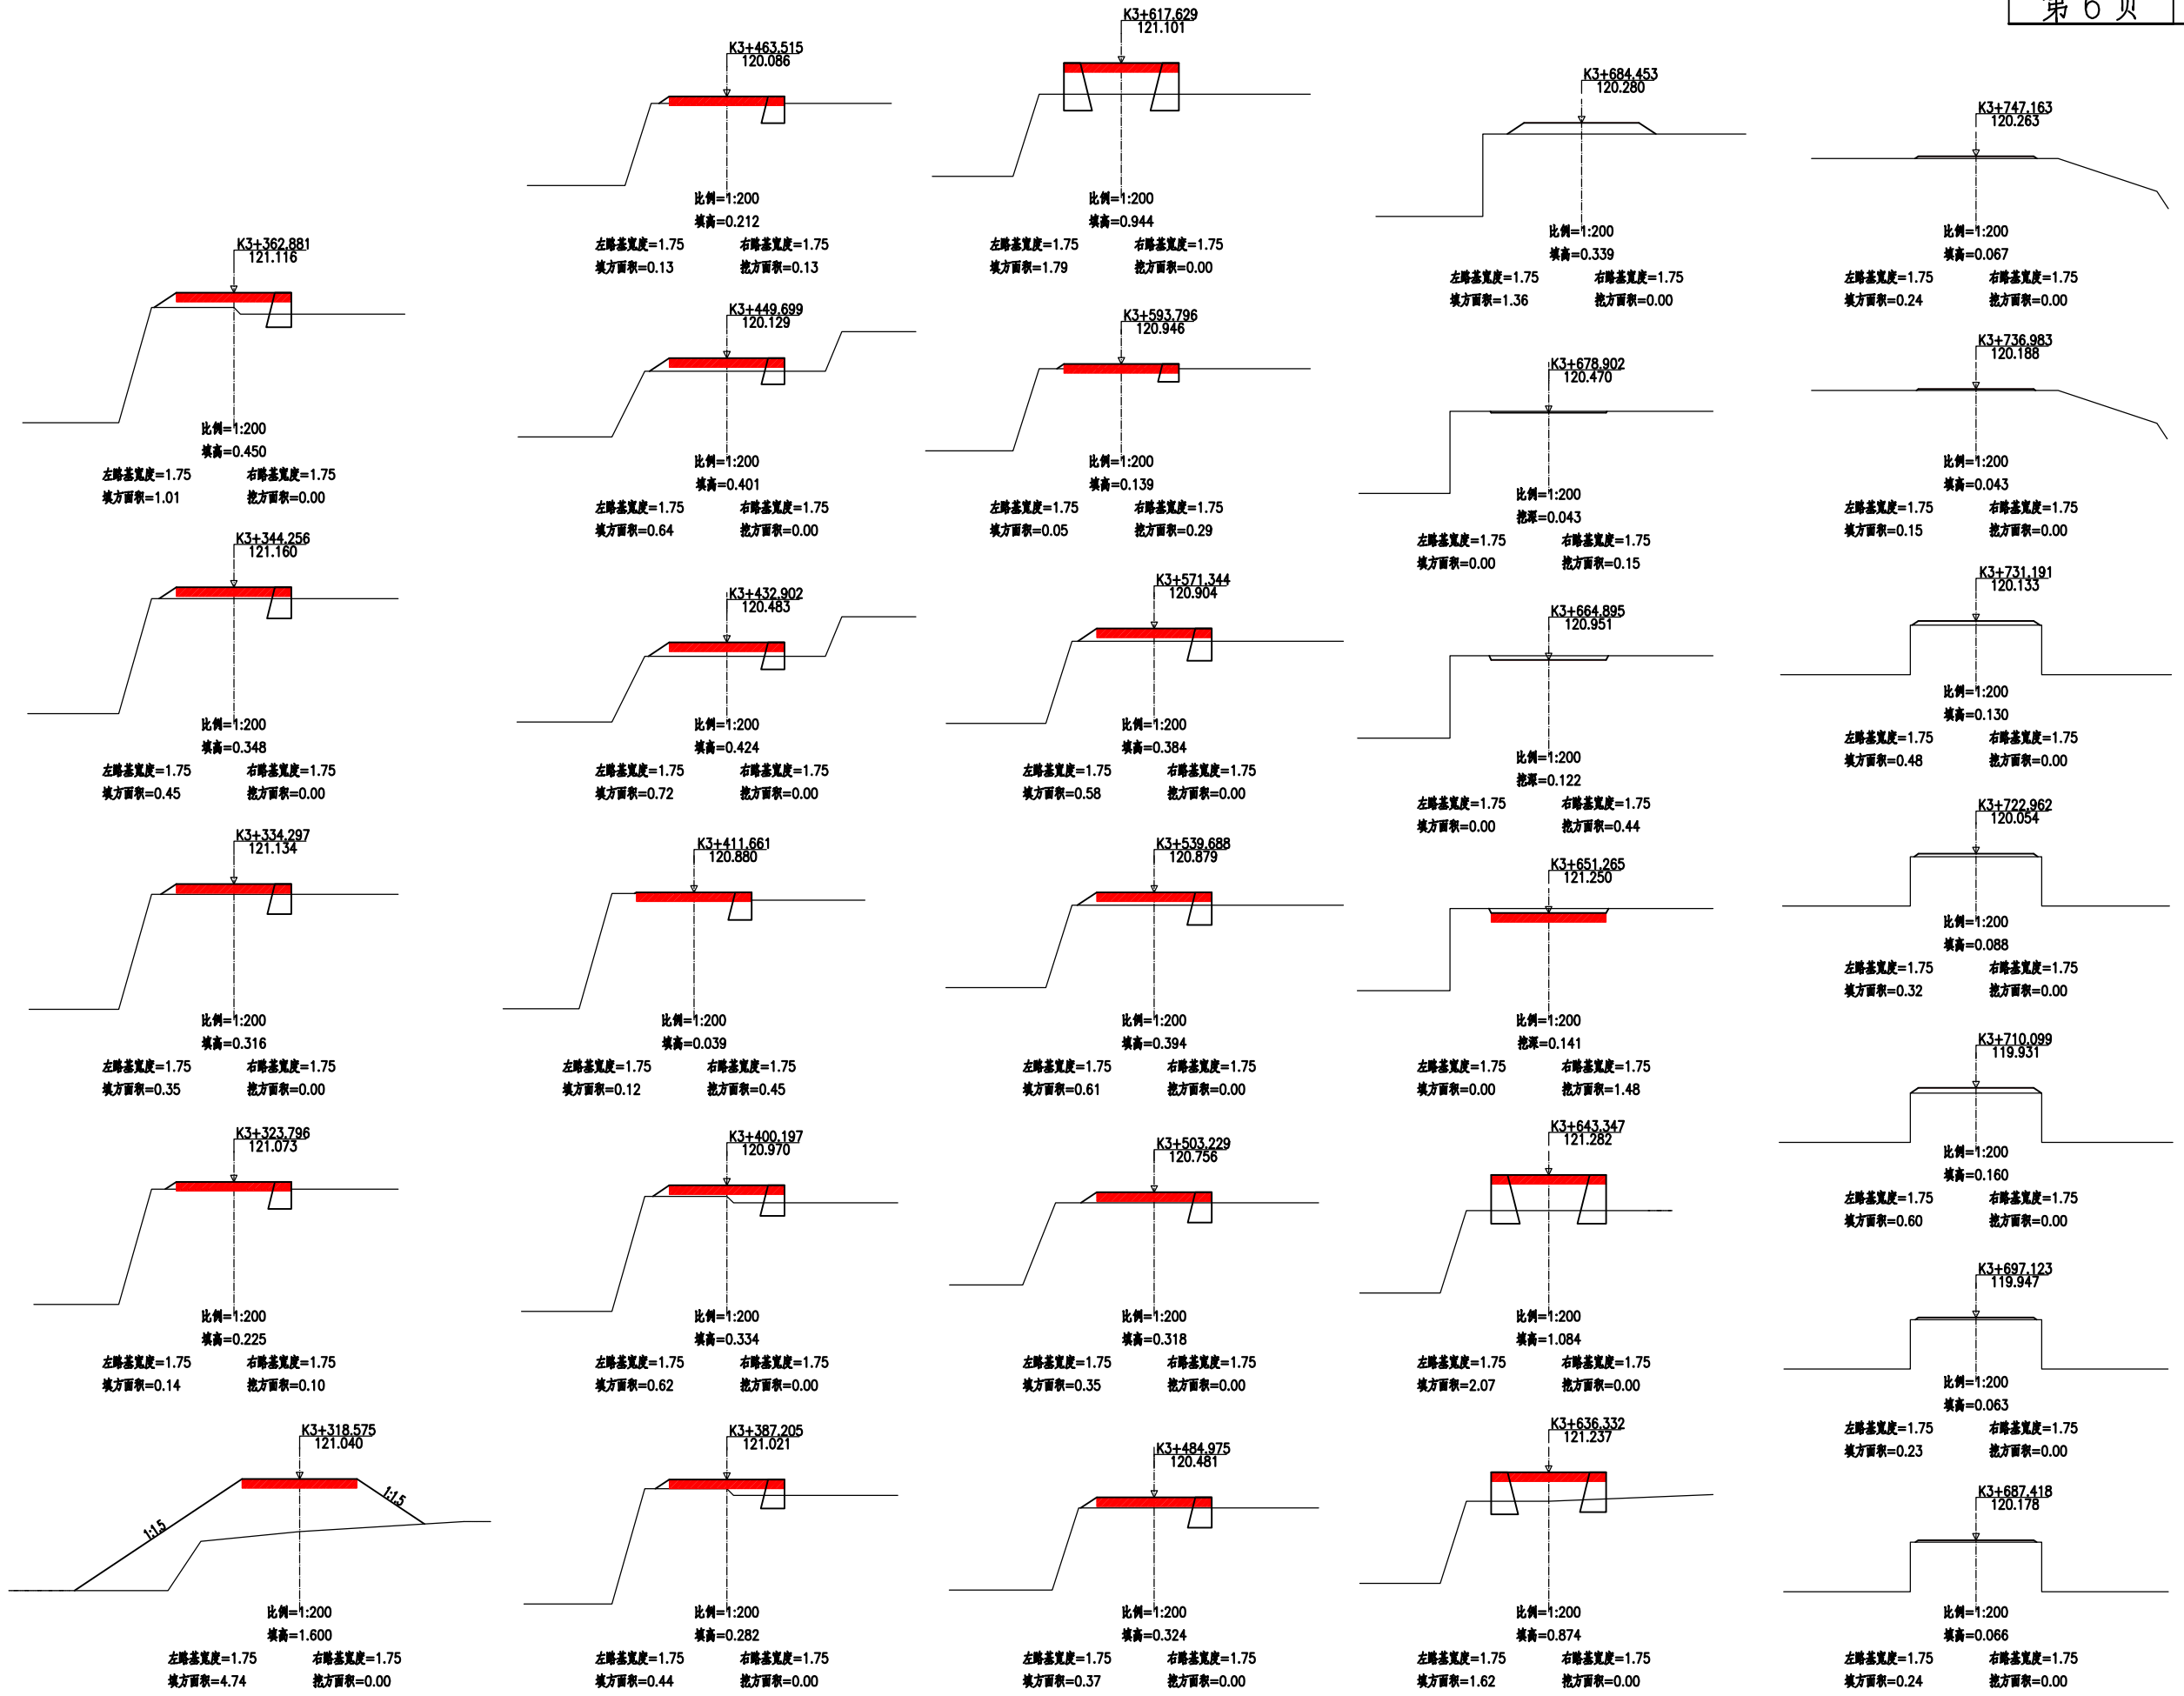 第 6 页
K3+362.881
121.116
比例=1:200
填高=0.450
左路基宽度=1.75 右路基宽度=1.75
填方面积=1.01 挖方面积=0.00
K3+344.256
121.160
比例=1:200
填高=0.348
左路基宽度=1.75 右路基宽度=1.75
填方面积=0.45 挖方面积=0.00
K3+334.297
121.134
比例=1:200
填高=0.316
左路基宽度=1.75 右路基宽度=1.75
填方面积=0.35 挖方面积=0.00
K3+323.796
121.073
比例=1:200
填高=0.225
左路基宽度=1.75 右路基宽度=1.75
填方面积=0.14 挖方面积=0.10
K3+318.575
121.040
1:1.5
1:1.5
比例=1:200
填高=1.600
左路基宽度=1.75 右路基宽度=1.75
填方面积=4.74 挖方面积=0.00
K3+463.515
120.086
比例=1:200
填高=0.212
左路基宽度=1.75 右路基宽度=1.75
填方面积=0.13 挖方面积=0.13
K3+449.699
120.129
比例=1:200
填高=0.401
左路基宽度=1.75 右路基宽度=1.75
填方面积=0.64 挖方面积=0.00
K3+432.902
120.483
比例=1:200
填高=0.424
左路基宽度=1.75 右路基宽度=1.75
填方面积=0.72 挖方面积=0.00
K3+411.661
120.880
比例=1:200
填高=0.039
左路基宽度=1.75 右路基宽度=1.75
填方面积=0.12 挖方面积=0.45
K3+400.197
120.970
比例=1:200
填高=0.334
左路基宽度=1.75 右路基宽度=1.75
填方面积=0.62 挖方面积=0.00
K3+387.205
121.021
比例=1:200
填高=0.282
左路基宽度=1.75 右路基宽度=1.75
填方面积=0.44 挖方面积=0.00
K3+617.629
121.101
比例=1:200
填高=0.944
左路基宽度=1.75 右路基宽度=1.75
填方面积=1.79 挖方面积=0.00
K3+593.796
120.946
比例=1:200
填高=0.139
左路基宽度=1.75 右路基宽度=1.75
填方面积=0.05 挖方面积=0.29
K3+571.344
120.904
比例=1:200
填高=0.384
左路基宽度=1.75 右路基宽度=1.75
填方面积=0.58 挖方面积=0.00
K3+539.688
120.879
比例=1:200
填高=0.394
左路基宽度=1.75 右路基宽度=1.75
填方面积=0.61 挖方面积=0.00
K3+503.229
120.756
比例=1:200
填高=0.318
左路基宽度=1.75 右路基宽度=1.75
填方面积=0.35 挖方面积=0.00
K3+484.975
120.481
比例=1:200
填高=0.324
左路基宽度=1.75 右路基宽度=1.75
填方面积=0.37 挖方面积=0.00
K3+684.453
120.280
比例=1:200
填高=0.339
左路基宽度=1.75 右路基宽度=1.75
填方面积=1.36 挖方面积=0.00
K3+678.902
120.470
比例=1:200
挖深=0.043
左路基宽度=1.75 右路基宽度=1.75
填方面积=0.00 挖方面积=0.15
K3+664.895
120.951
比例=1:200
挖深=0.122
左路基宽度=1.75 右路基宽度=1.75
填方面积=0.00 挖方面积=0.44
K3+651.265
121.250
比例=1:200
挖深=0.141
左路基宽度=1.75 右路基宽度=1.75
填方面积=0.00 挖方面积=1.48
K3+643.347
121.282
比例=1:200
填高=1.084
左路基宽度=1.75 右路基宽度=1.75
填方面积=2.07 挖方面积=0.00
K3+636.332
121.237
比例=1:200
填高=0.874
左路基宽度=1.75 右路基宽度=1.75
填方面积=1.62 挖方面积=0.00
K3+747.163
120.263
比例=1:200
填高=0.067
左路基宽度=1.75 右路基宽度=1.75
填方面积=0.24 挖方面积=0.00
K3+736.983
120.188
比例=1:200
填高=0.043
左路基宽度=1.75 右路基宽度=1.75
填方面积=0.15 挖方面积=0.00
K3+731.191
120.133
比例=1:200
填高=0.130
左路基宽度=1.75 右路基宽度=1.75
填方面积=0.48 挖方面积=0.00
K3+722.962
120.054
比例=1:200
填高=0.088
左路基宽度=1.75 右路基宽度=1.75
填方面积=0.32 挖方面积=0.00
K3+710.099
119.931
比例=1:200
填高=0.160
左路基宽度=1.75 右路基宽度=1.75
填方面积=0.60 挖方面积=0.00
K3+697.123
119.947
比例=1:200
填高=0.063
左路基宽度=1.75 右路基宽度=1.75
填方面积=0.23 挖方面积=0.00
K3+687.418
120.178
比例=1:200
填高=0.066
左路基宽度=1.75 右路基宽度=1.75
填方面积=0.24 挖方面积=0.00